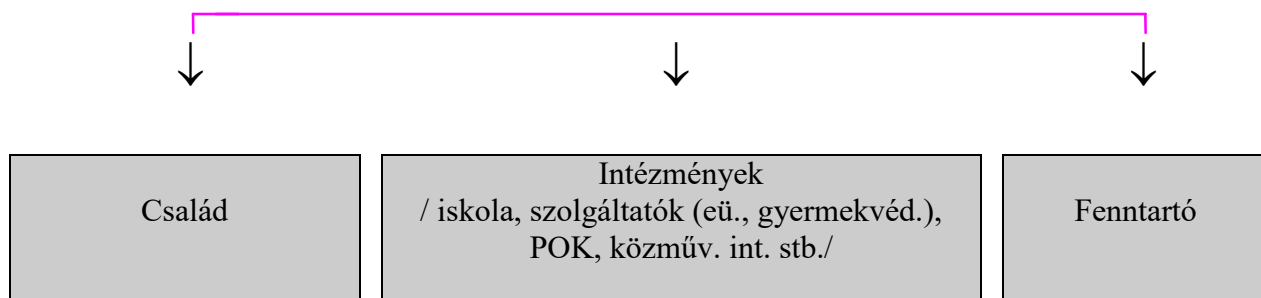 Család
Intézmények
/ iskola, szolgáltatók (eü., gyermekvéd.),
POK, közműv. int. stb./
Fenntartó